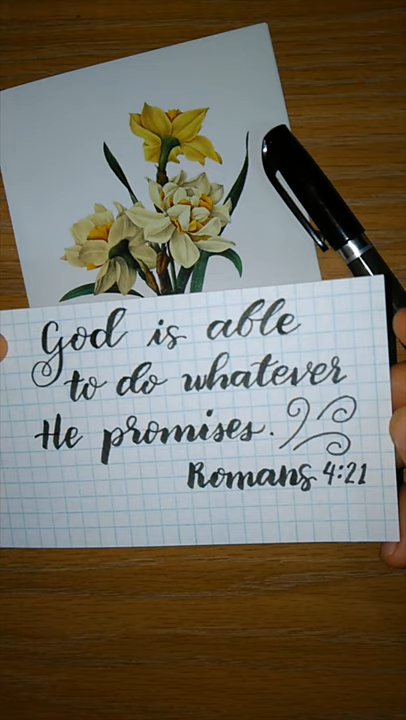 God is able
to do whatever
He promises.
Romans 4:21